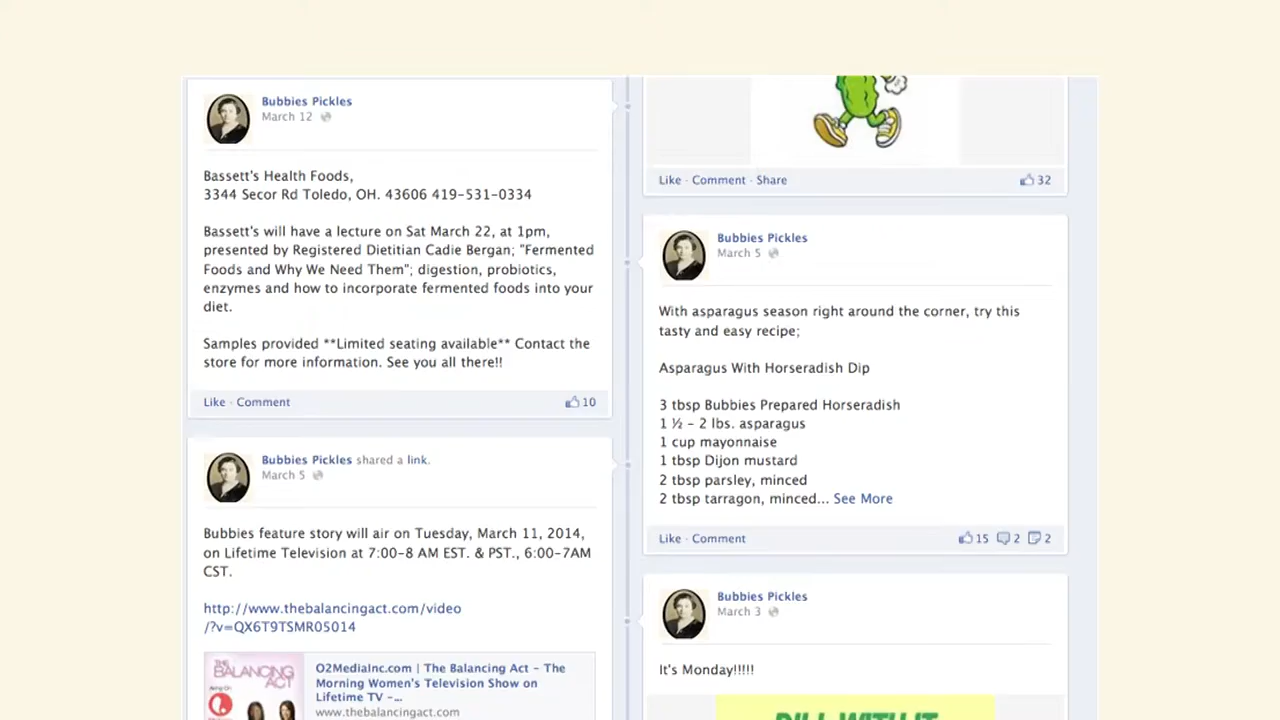 Bubbies Pickles
March 12
Bassett's Health Foods,
3344 Secor Rd Toledo, OH. 43606 419-531-0334
Bassett's will have a lecture on Sat March 22, at 1pm,
presented by Registered Dietitian Cadie Bergan; "Fermented
Foods and Why We Need Them"; digestion, probiotics,
enzymes and how to incorporate fermented foods into your
diet.
Samples provided **Limited seating available** Contact the
store for more information. See you all there!!
Like · Comment
10
Bubbies Pickles shared a link.
March 5
Bubbies feature story will air on Tuesday, March 11, 2014,
on Lifetime Television at 7:00-8 AM EST. & PST., 6:00-7AM
CST.
http://www.thebalancingact.com/video
/?v=QX6T9TSMR05014
THE
BALANCING
ACT
O2MediaInc.com | The Balancing Act - The
Morning Women's Television Show on
Lifetime TV -...
www.thebalancingact.com
Like · Comment · Share
32
Bubbies Pickles
March 5
With asparagus season right around the corner, try this
tasty and easy recipe;
Asparagus With Horseradish Dip
3 tbsp Bubbies Prepared Horseradish
1 ½ - 2 lbs. asparagus
1 cup mayonnaise
1 tbsp Dijon mustard
2 tbsp parsley, minced
2 tbsp tarragon, minced... See More
Like · Comment
15 2 2
Bubbies Pickles
March 3
It's Monday!!!!!
DILL WITH IT